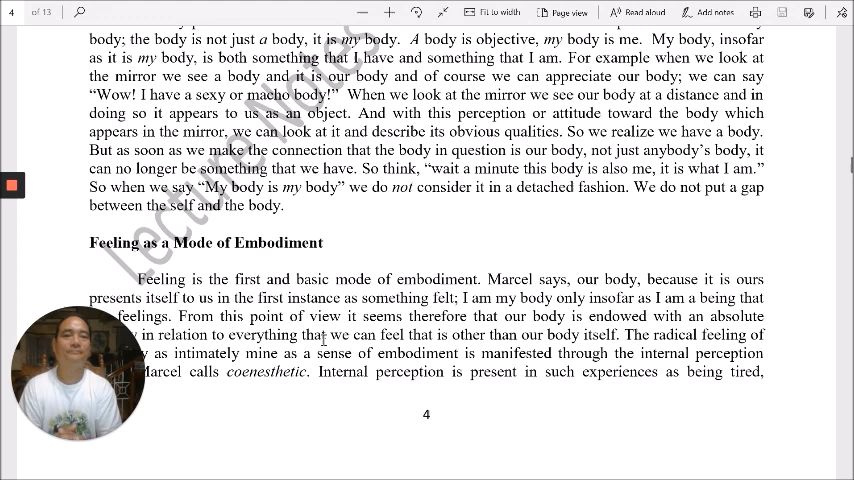 4 of 13
Fit to width
Page view
Read aloud
Add notes
body; the body is not just a body, it is my body. A body is objective, my body is me. My body, insofar
as it is my body, is both something that I have and something that I am. For example when we look at
the mirror we see a body and it is our body and of course we can appreciate our body; we can say
“Wow! I have a sexy or macho body!” When we look at the mirror we see our body at a distance and in
doing so it appears to us as an object. And with this perception or attitude toward the body which
appears in the mirror, we can look at it and describe its obvious qualities. So we realize we have a body.
But as soon as we make the connection that the body in question is our body, not just anybody’s body, it
can no longer be something that we have. So think, “wait a minute this body is also me, it is what I am.”
So when we say “My body is my body” we do not consider it in a detached fashion. We do not put a gap
between the self and the body.
Lecture Notes
Feeling as a Mode of Embodiment
Feeling is the first and basic mode of embodiment. Marcel says, our body, because it is ours
presents itself to us in the first instance as something felt; I am my body only insofar as I am a being that
feelings. From this point of view it seems therefore that our body is endowed with an absolute
in relation to everything that we can feel that is other than our body itself. The radical feeling of
as intimately mine as a sense of embodiment is manifested through the internal perception
Marcel calls coenesthetic. Internal perception is present in such experiences as being tired,
4